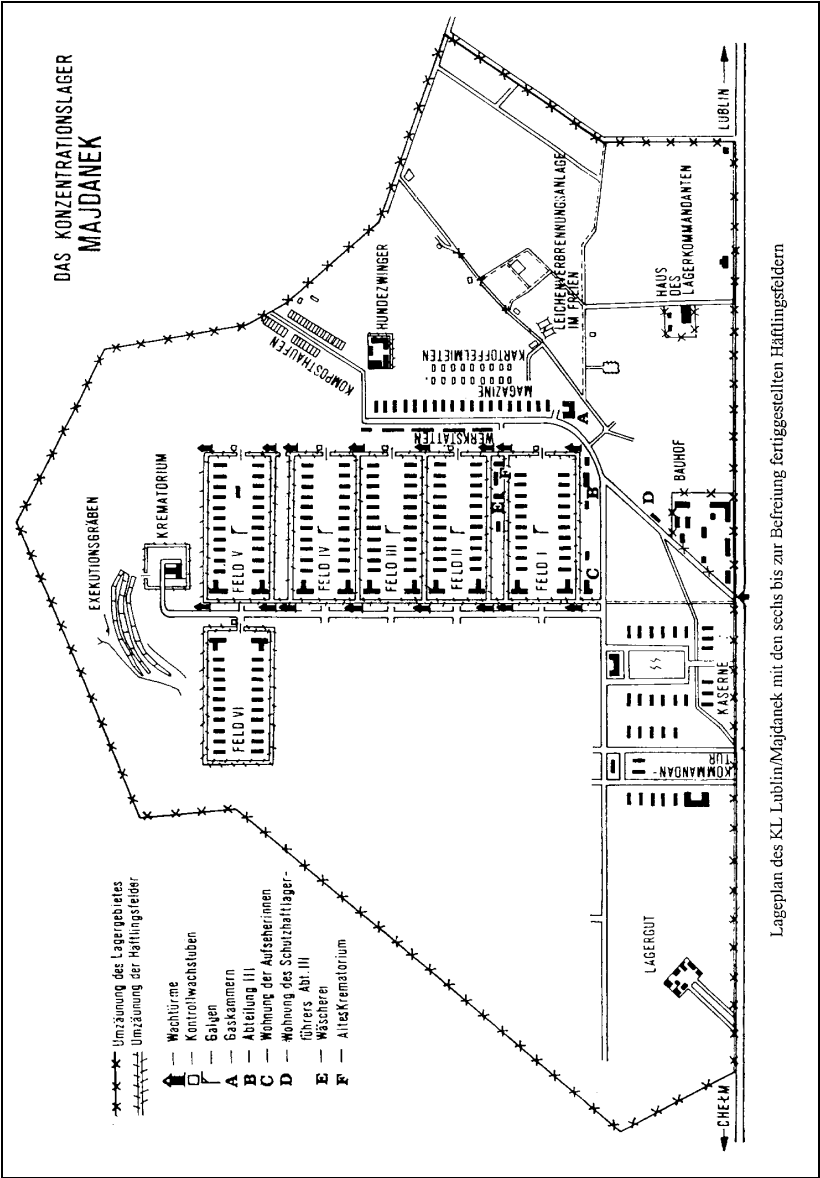 DAS KONZENTRATIONSLAGER
MAJDANEK
Umzäunung des Lagergebietes
Umzäunung der Häftlingsfelder
— Wachtürme
— Kontrollwachstuben
— Galgen
A — Gaskammern
B — Abteilung III
C — Wohnung der Aufseherinnen
D — Wohnung des Schutzhaftlager-
führers Abt. III
E — Wäscherei
F — Altes Krematorium
EXEKUTIONSGRÄBEN
KREMATORIUM
KOMPOSTHAUFEN
HUNDEZWINGER
FELD VI
FELD V
FELD IV
FELD III
FELD II
FELD I
WERKSTÄTTEN
MAGAZINE
KARTOFFELMIETEN
LEICHENVERBRENNUNGSANLAGE
IM FREIEN
E
F
A
B
C
D
HAUS
DES
LAGERKOMMANDANTEN
BAUHOF
KASERNE
KOMMANDAN-
TUR
LAGERGUT
CHEŁM
LUBLIN
Lageplan des KL Lublin/Majdanek mit den sechs bis zur Befreiung fertiggestellten Häftlingsfeldern